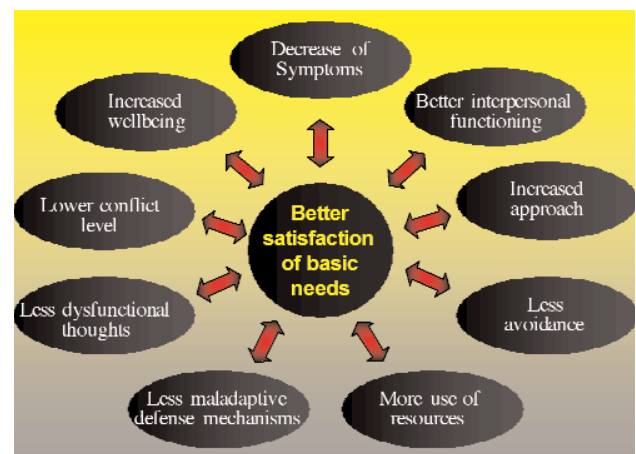 Decrease of
Symptoms
Increased
wellbeing
Better interpersonal
functioning
Lower conflict
level
Better
satisfaction
of basic
needs
Increased
approach
Less dysfunctional
thoughts
Less
avoidance
Less maladaptive
defense mechanisms
More use of
resources